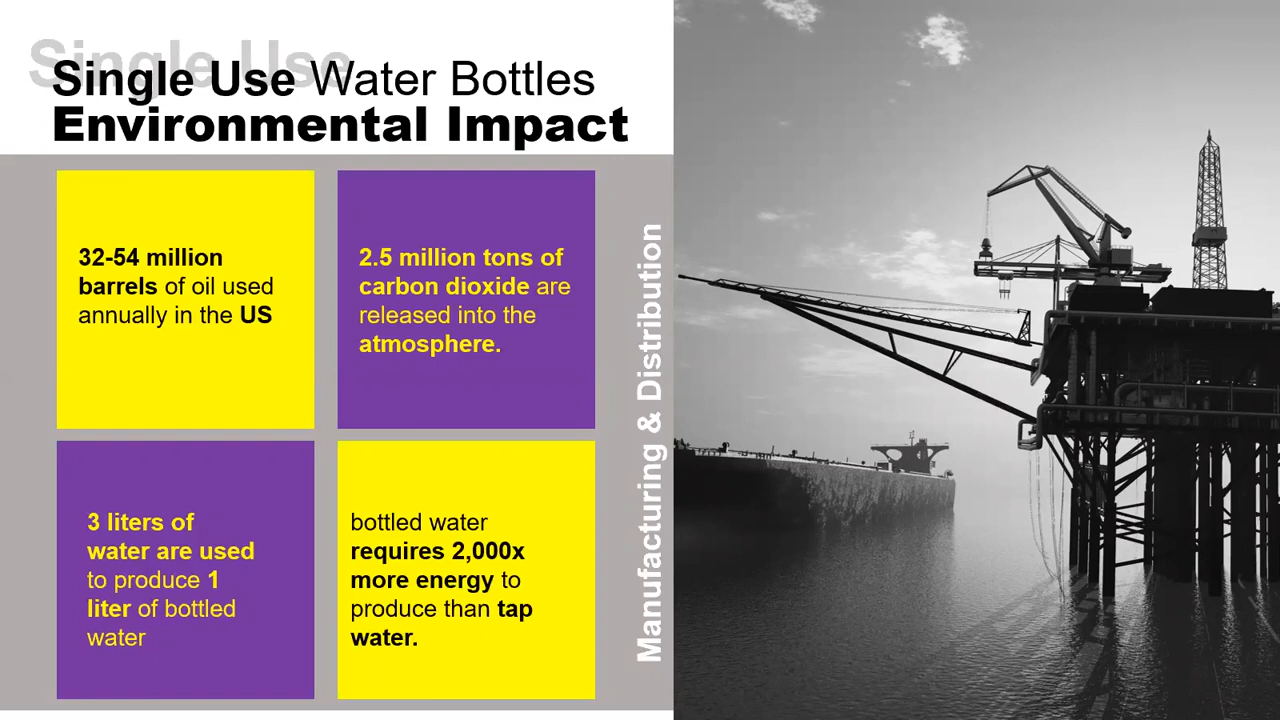 Single Use
Single Use Water Bottles
Environmental Impact
32-54 million
barrels of oil used
annually in the US
2.5 million tons of
carbon dioxide are
released into the
atmosphere.
3 liters of
water are used
to produce 1
liter of bottled
water
bottled water
requires 2,000x
more energy to
produce than tap
water.
Manufacturing & Distribution